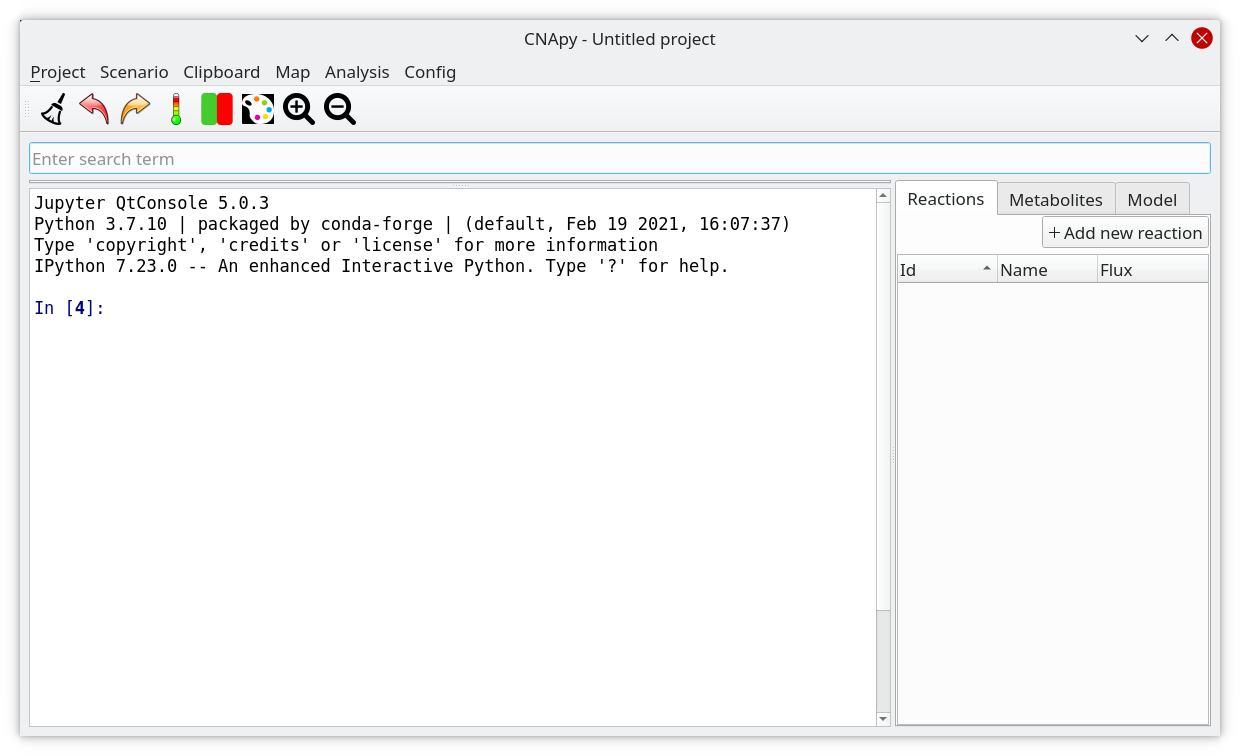 CNApy - Untitled project
Project Scenario Clipboard Map Analysis Config
Enter search term
Jupyter QtConsole 5.0.3
Python 3.7.10 | packaged by conda-forge | (default, Feb 19 2021, 16:07:37)
Type 'copyright', 'credits' or 'license' for more information
IPython 7.23.0 -- An enhanced Interactive Python. Type '?' for help.
In [4]:
Reactions Metabolites Model
+ Add new reaction
Id Name Flux